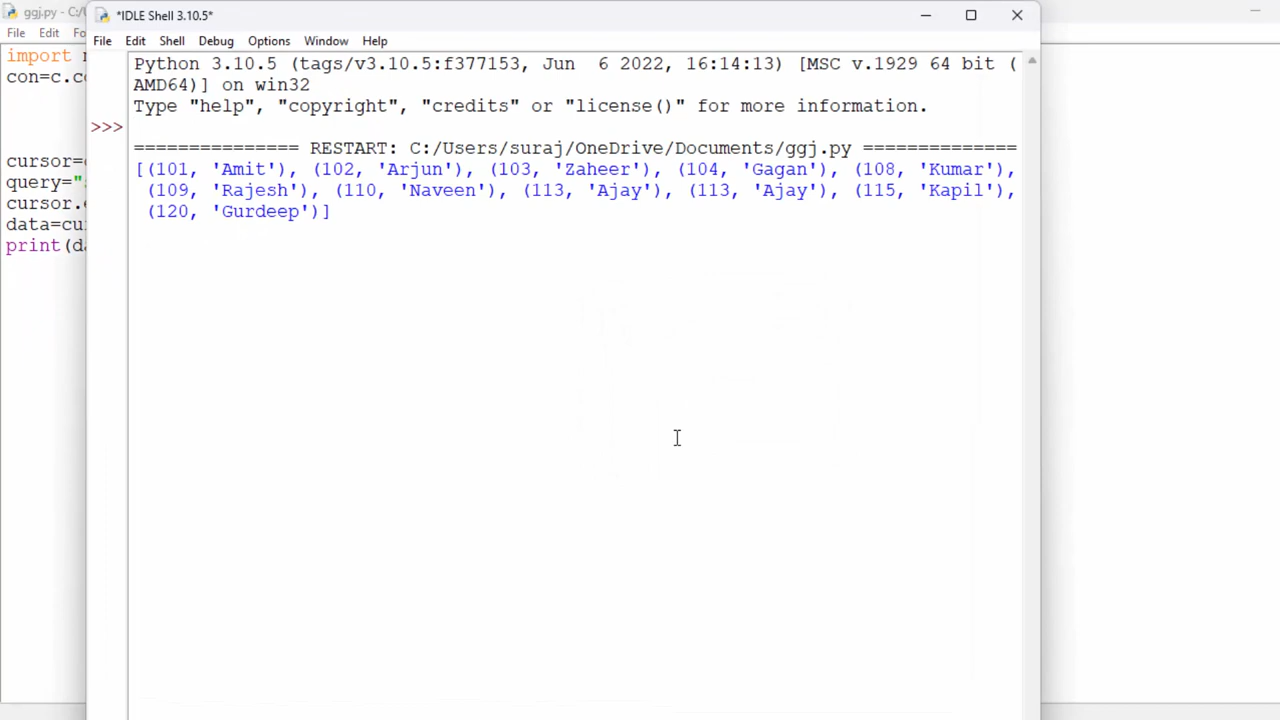 ggj.py - C:/
*IDLE Shell 3.10.5*
File Edit
File Edit Shell Debug Options Window Help
import
con=c.c
cursor=
query="
cursor.
data=cu
print(d
Python 3.10.5 (tags/v3.10.5:f377153, Jun  6 2022, 16:14:13) [MSC v.1929 64 bit (
AMD64)] on win32
Type "help", "copyright", "credits" or "license()" for more information.
>>>
=============== RESTART: C:/Users/suraj/OneDrive/Documents/ggj.py ==============
[(101, 'Amit'), (102, 'Arjun'), (103, 'Zaheer'), (104, 'Gagan'), (108, 'Kumar'),
(109, 'Rajesh'), (110, 'Naveen'), (113, 'Ajay'), (113, 'Ajay'), (115, 'Kapil'),
(120, 'Gurdeep')]